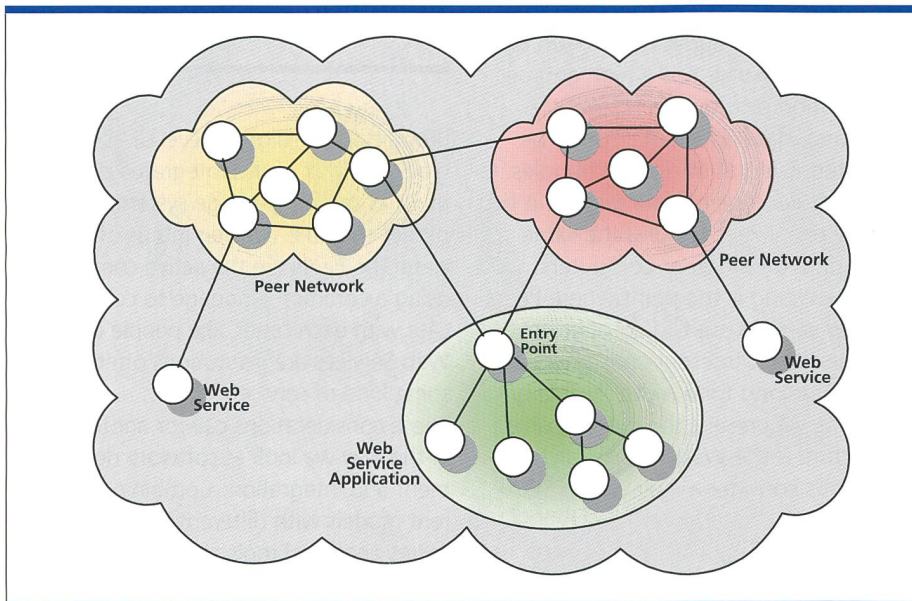 Peer Network
Peer Network
Entry
Point
Web
Service
Web
Service
Web
Service
Application